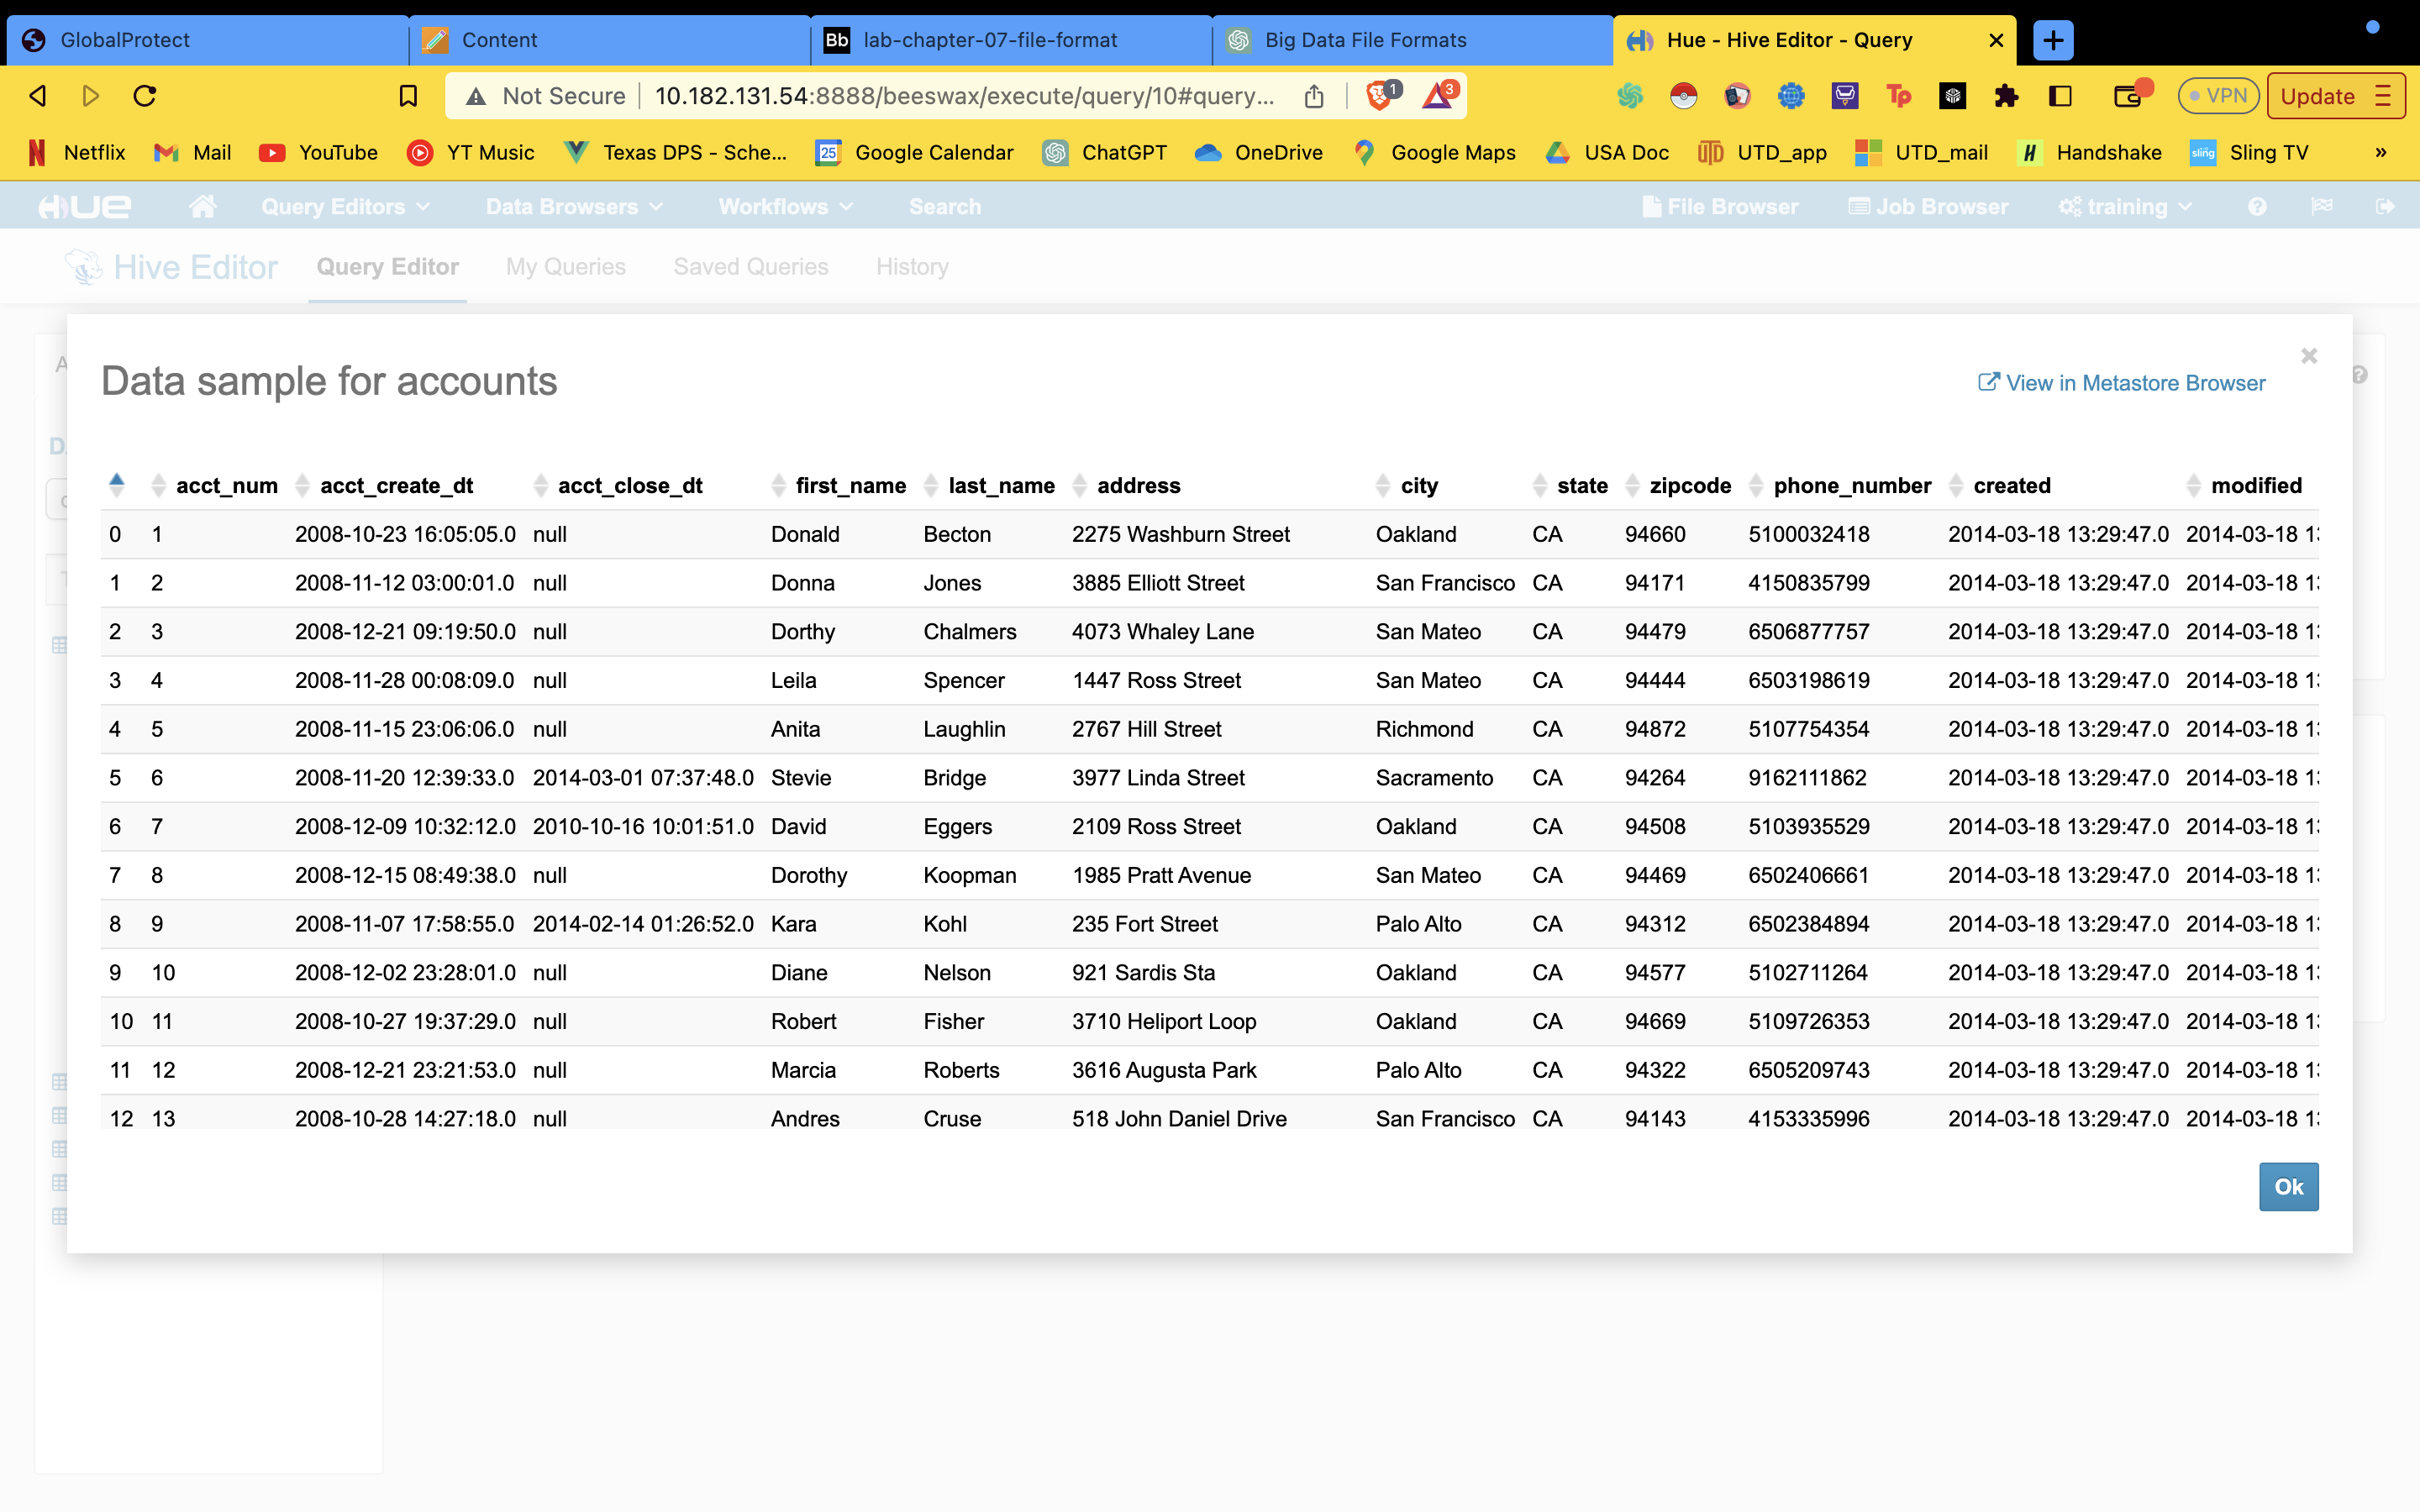 GlobalProtect Content Bb lab-chapter-07-file-format Big Data File Formats Hue - Hive Editor - Query
Not Secure 10.182.131.54:8888/beeswax/execute/query/10#query... 1 3 Tp VPN Update
Netflix Mail YouTube YT Music Texas DPS - Sche... 25 Google Calendar ChatGPT OneDrive Google Maps USA Doc UTD_app UTD_mail H Handshake sling Sling TV »
HUE Query Editors Data Browsers Workflows Search File Browser Job Browser training
Hive Editor Query Editor My Queries Saved Queries History
Data sample for accounts
View in Metastore Browser
acct_num acct_create_dt acct_close_dt first_name last_name address city state zipcode phone_number created modified
0 1 2008-10-23 16:05:05.0 null Donald Becton 2275 Washburn Street Oakland CA 94660 5100032418 2014-03-18 13:29:47.0 2014-03-18
1 2 2008-11-12 03:00:01.0 null Donna Jones 3885 Elliott Street San Francisco CA 94171 4150835799 2014-03-18 13:29:47.0 2014-03-18
2 3 2008-12-21 09:19:50.0 null Dorthy Chalmers 4073 Whaley Lane San Mateo CA 94479 6506877757 2014-03-18 13:29:47.0 2014-03-18
3 4 2008-11-28 00:08:09.0 null Leila Spencer 1447 Ross Street San Mateo CA 94444 6503198619 2014-03-18 13:29:47.0 2014-03-18
4 5 2008-11-15 23:06:06.0 null Anita Laughlin 2767 Hill Street Richmond CA 94872 5107754354 2014-03-18 13:29:47.0 2014-03-18
5 6 2008-11-20 12:39:33.0 2014-03-01 07:37:48.0 Stevie Bridge 3977 Linda Street Sacramento CA 94264 9162111862 2014-03-18 13:29:47.0 2014-03-18
6 7 2008-12-09 10:32:12.0 2010-10-16 10:01:51.0 David Eggers 2109 Ross Street Oakland CA 94508 5103935529 2014-03-18 13:29:47.0 2014-03-18
7 8 2008-12-15 08:49:38.0 null Dorothy Koopman 1985 Pratt Avenue San Mateo CA 94469 6502406661 2014-03-18 13:29:47.0 2014-03-18
8 9 2008-11-07 17:58:55.0 2014-02-14 01:26:52.0 Kara Kohl 235 Fort Street Palo Alto CA 94312 6502384894 2014-03-18 13:29:47.0 2014-03-18
9 10 2008-12-02 23:28:01.0 null Diane Nelson 921 Sardis Sta Oakland CA 94577 5102711264 2014-03-18 13:29:47.0 2014-03-18
10 11 2008-10-27 19:37:29.0 null Robert Fisher 3710 Heliport Loop Oakland CA 94669 5109726353 2014-03-18 13:29:47.0 2014-03-18
11 12 2008-12-21 23:21:53.0 null Marcia Roberts 3616 Augusta Park Palo Alto CA 94322 6505209743 2014-03-18 13:29:47.0 2014-03-18
12 13 2008-10-28 14:27:18.0 null Andres Cruse 518 John Daniel Drive San Francisco CA 94143 4153335996 2014-03-18 13:29:47.0 2014-03-18
Ok